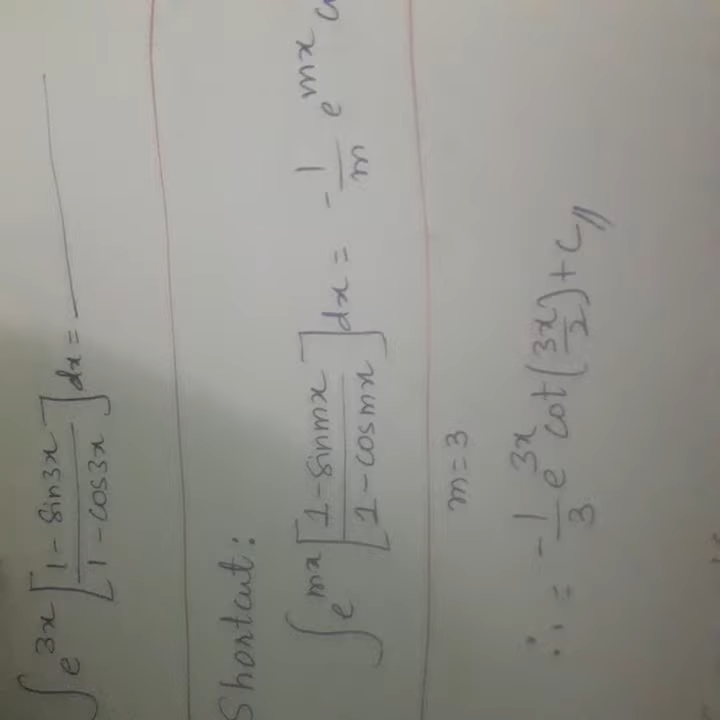 ∫ e^{3x} [ (1 - sin3x) / (1 - cos3x) ] dx = ______
Shortcut:
∫ e^{mx} [ (1 - sinmx) / (1 - cosmx) ] dx = -1/m e^{mx}
m = 3
∴ = -1/3 e^{3x} cot(3x/2) + c //